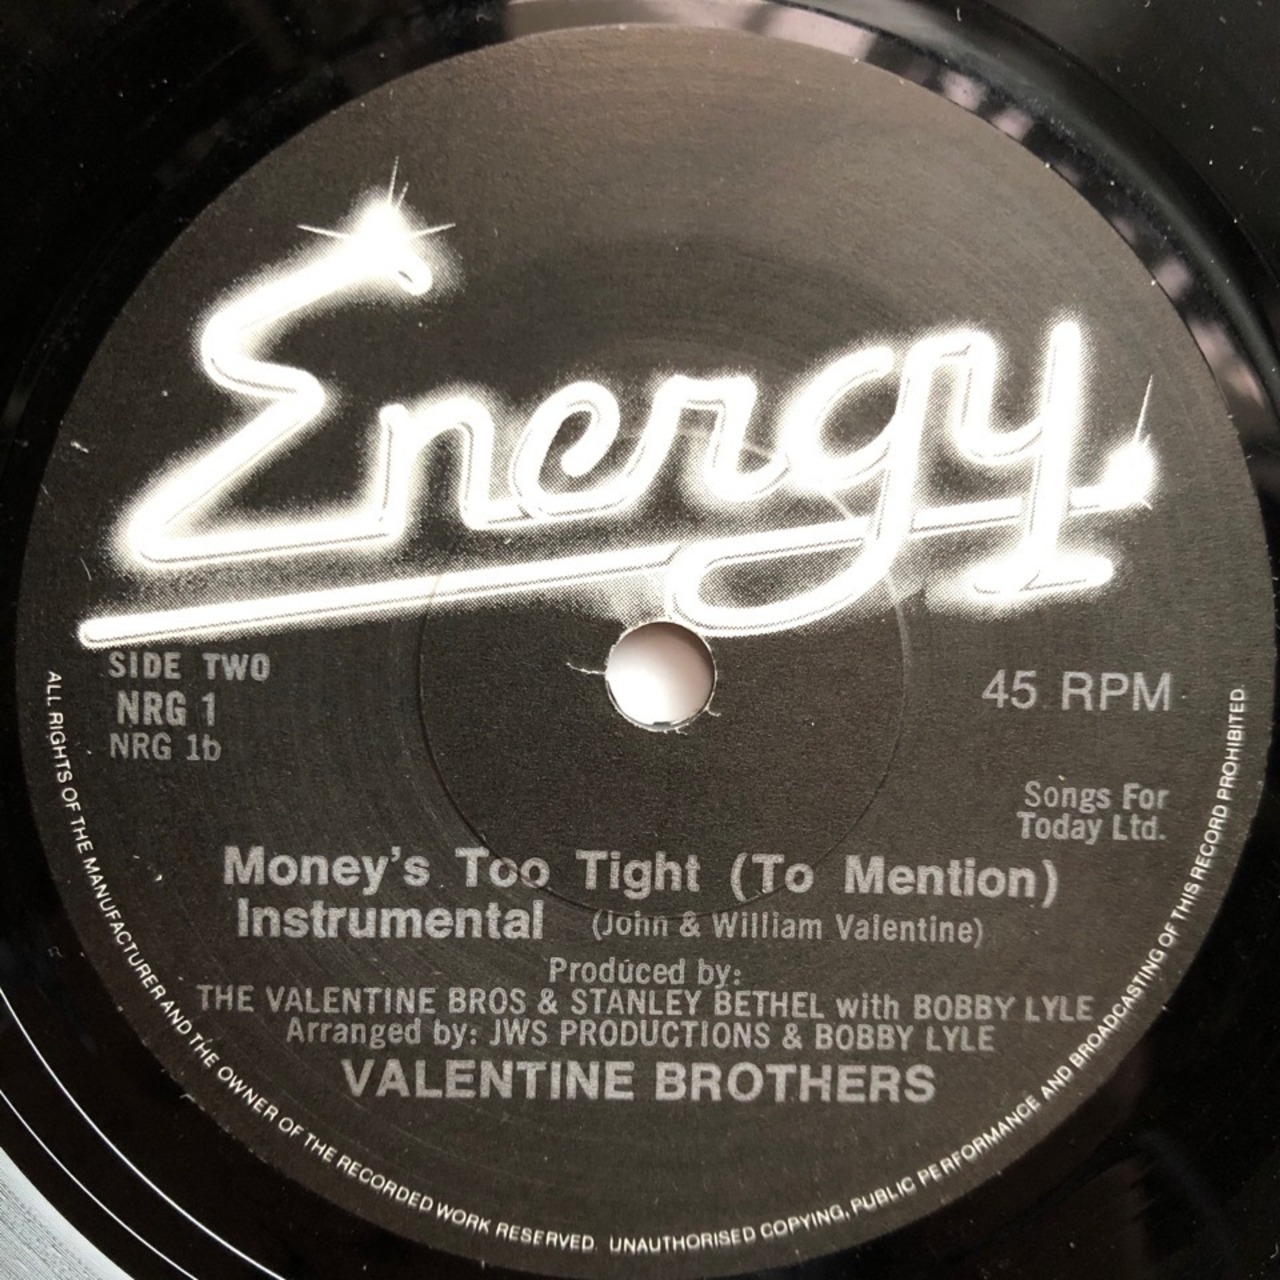 Energy
SIDE TWO
NRG 1
NRG 1b
45 RPM
Songs For
Today Ltd.
Money's Too Tight (To Mention)
Instrumental (John & William Valentine)
Produced by:
THE VALENTINE BROS & STANLEY BETHEL with BOBBY LYLE
Arranged by: JWS PRODUCTIONS & BOBBY LYLE
VALENTINE BROTHERS
ALL RIGHTS OF THE MANUFACTURER AND THE OWNER OF THE RECORDED WORK RESERVED. UNAUTHORISED COPYING, PUBLIC PERFORMANCE AND BROADCASTING OF THIS RECORD PROHIBITED.